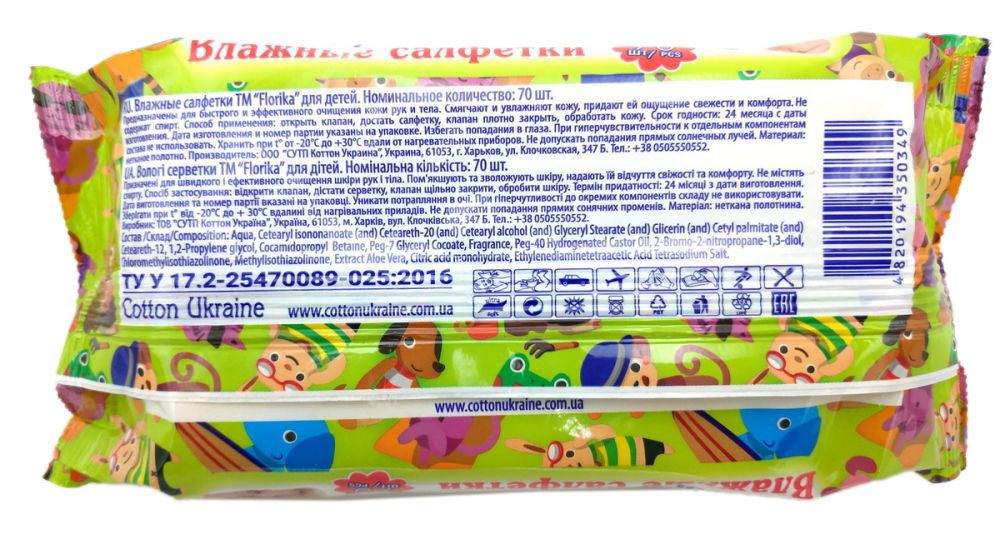 Влажные салфетки
ШТ/PCS
RU. Влажные салфетки ТМ "Florika" для детей. Номинальное количество: 70 шт.
Предназначены для быстрого и эффективного очищения кожи рук и тела. Смягчают и увлажняют кожу, придают ей ощущение свежести и комфорта. Не
содержат спирт. Способ применения: открыть клапан, достать салфетку, клапан плотно закрыть, обработать кожу. Срок годности: 24 месяца с даты
изготовления. Дата изготовления и номер партии указаны на упаковке. Избегать попадания в глаза. При гиперчувствительности к отдельным компонентам
состава не использовать. Хранить при t° от -20°С до +30°С вдали от нагревательных приборов. Не допускать попадания прямых солнечных лучей. Материал:
нетканое полотно. Производитель: ООО "СУТП Коттон Украина", Украина, 61053, г. Харьков, ул. Клочковская, 347 Б. Тел.: +38 0505550552.
UA. Вологі серветки ТМ "Florika" для дітей. Номінальна кількість: 70 шт.
Призначені для швидкого і ефективного очищення шкіри рук і тіла. Пом'якшують та зволожують шкіру, надають їй відчуття свіжості та комфорту. Не містять
спирту. Спосіб застосування: відкрити клапан, дістати серветку, клапан щільно закрити, обробити шкіру. Термін придатності: 24 місяці з дати виготовлення.
Дата виготовлення та номер партії вказані на упаковці. Уникати потрапляння в очі. При гіперчутливості до окремих компонентів складу не використовувати.
Зберігати при t° від -20°С до + 30°С вдалині від нагрівальних приладів. Не допускати попадання прямих сонячних променів. Матеріал: неткана полотнина.
Виробник: ТОВ "СУТП Коттон Україна", Україна, 61053, м. Харків, вул. Клочківська, 347 Б. Тел.: +38 0505550552.
Состав /Склад/Composition: Aqua, Cetearyl isononanoate (and) Ceteareth-20 (and) Cetearyl alcohol (and) Glyceryl Stearate (and) Glicerin (and) Cetyl palmitate (and)
Ceteareth-12, 1,2-Propylene glycol, Cocamidopropyl Betaine, Peg-7 Glyceryl Cocoate, Fragrance, Peg-40 Hydrogenated Castor Oil, 2-Bromo-2-nitropropane-1,3-diol,
Chloromethylisothiazolinone, Methylisothiazolinone, Extract Aloe Vera, Citric acid monohydrate, Ethylenediaminetetraacetic Acid Tetrasodium Salt.
ТУ У 17.2-25470089-025:2016
Cotton Ukraine www.cottonukraine.com.ua
EAC
4820194350349
www.cottonukraine.com.ua
ШТ/PCS
Влажные салфетки